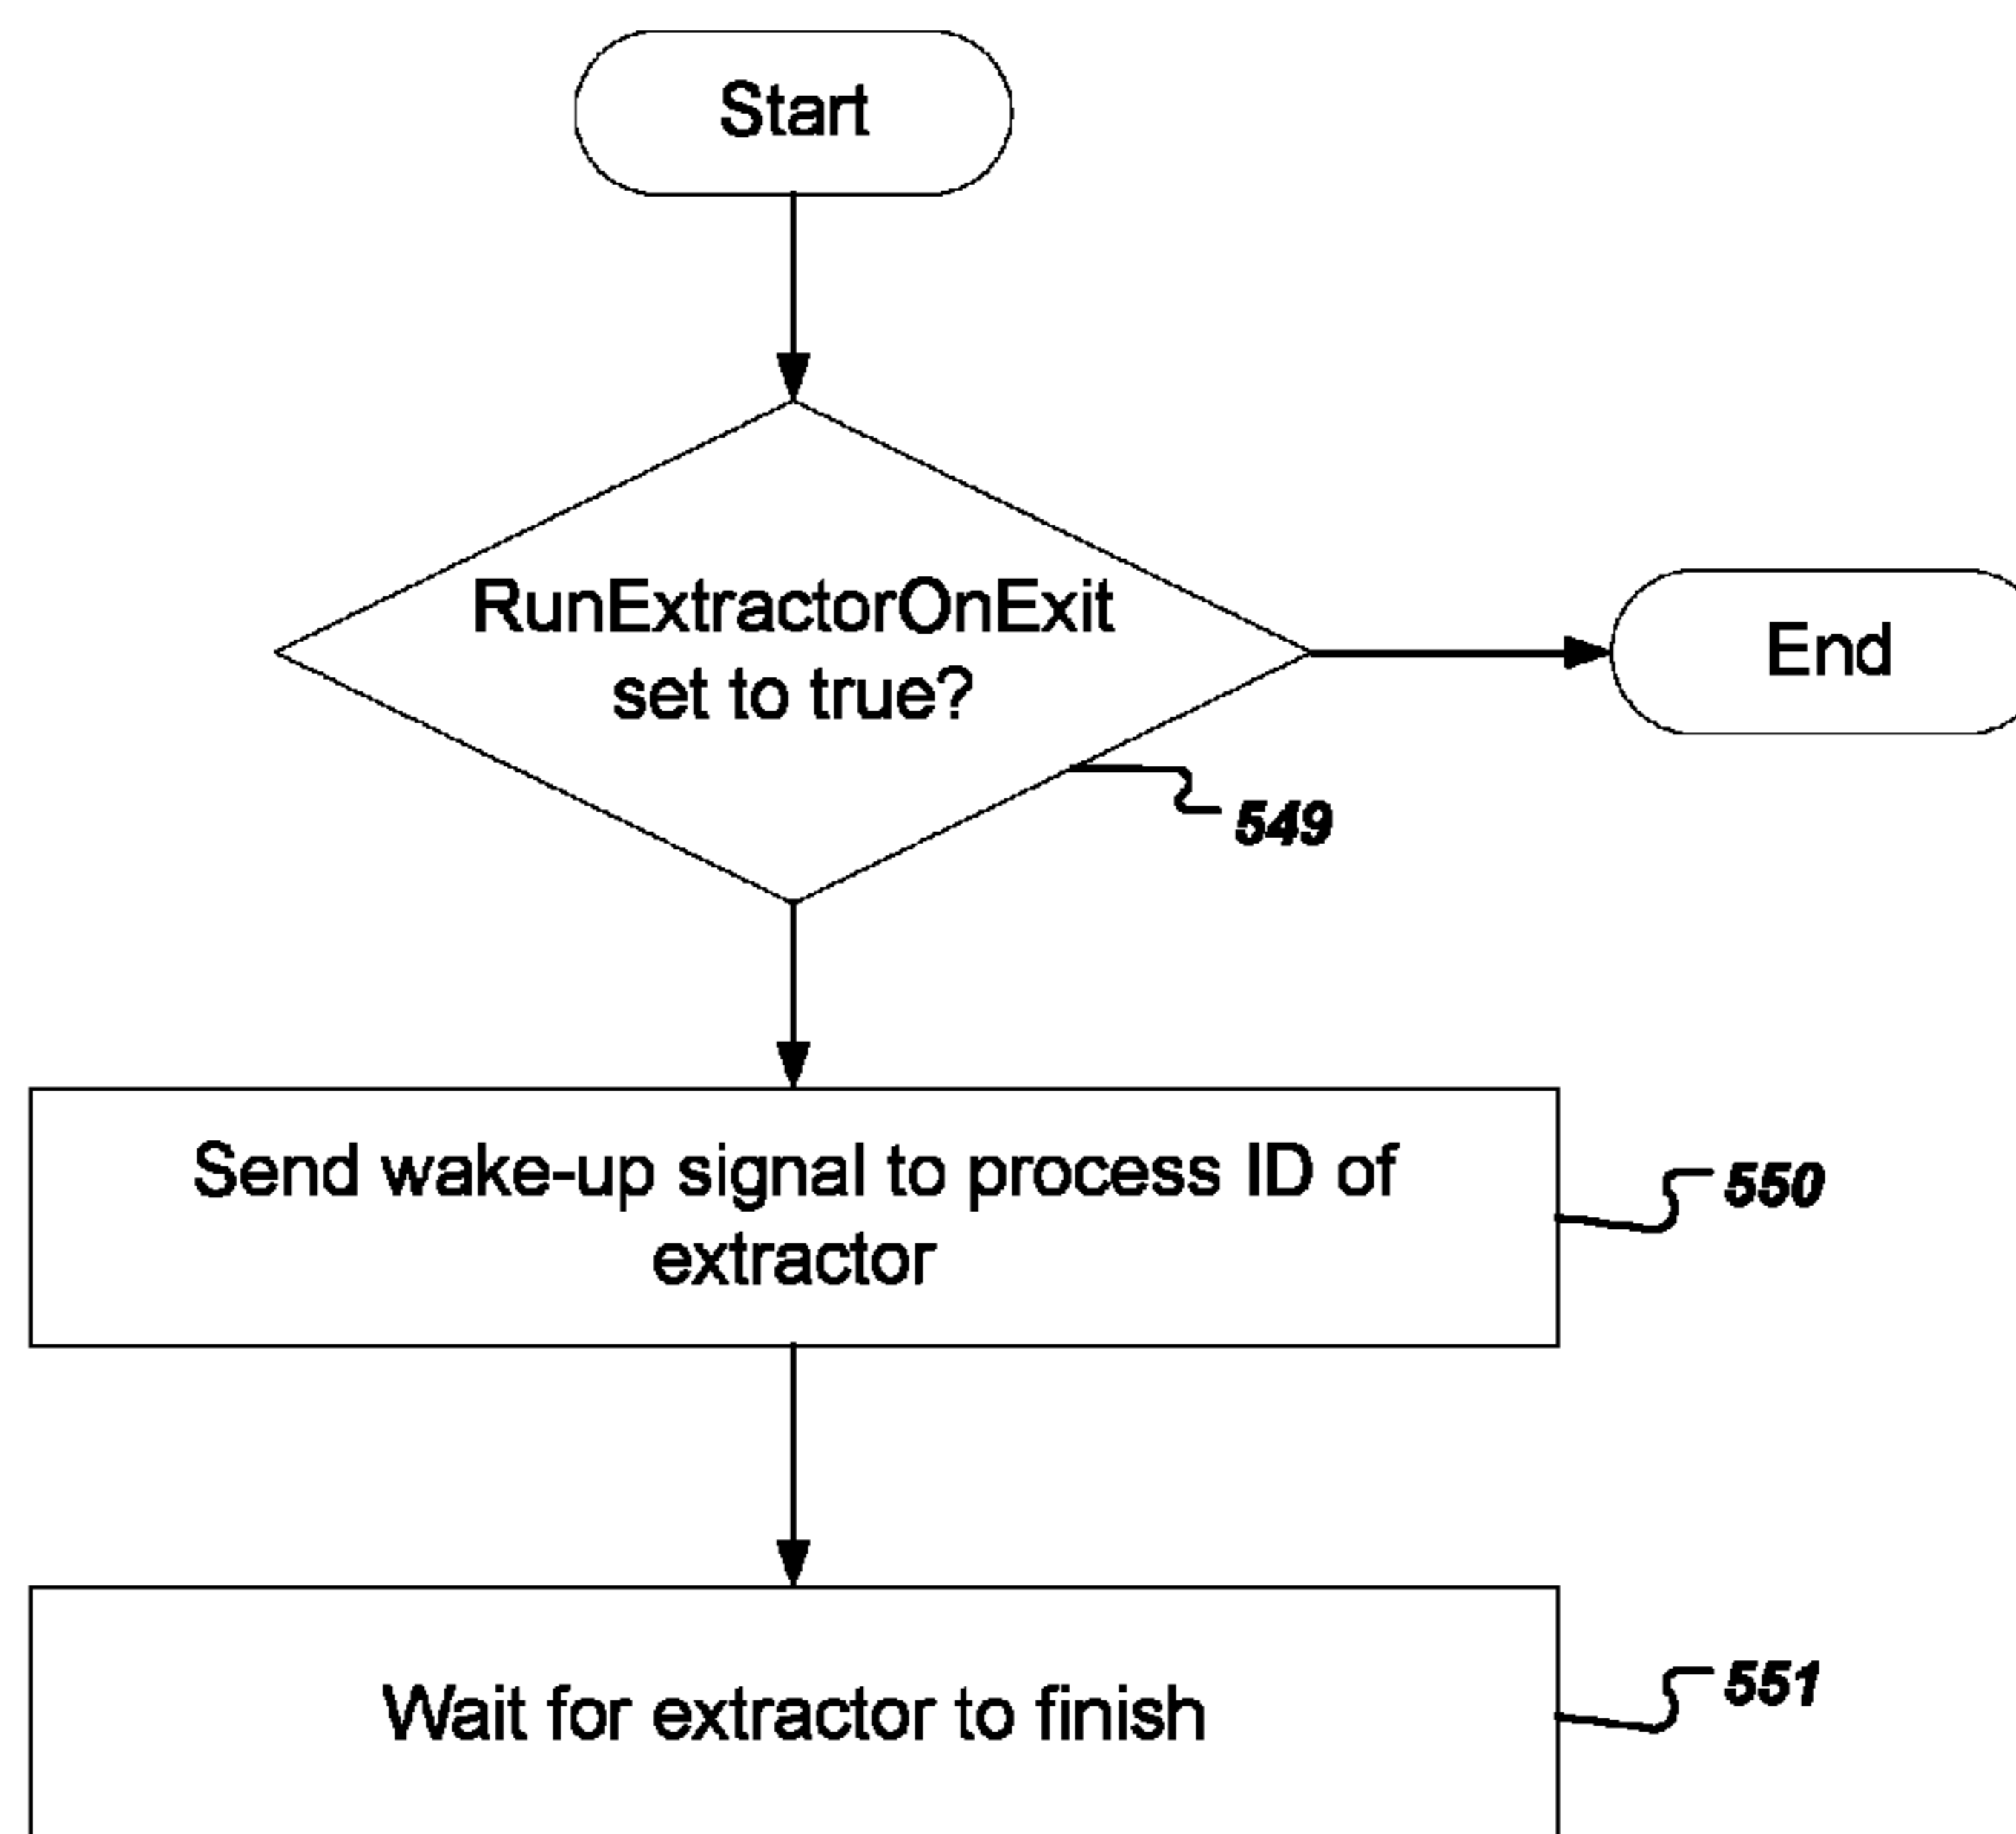 Start
RunExtractorOnExit
set to true?
End
549
Send wake-up signal to process ID of
extractor
550
Wait for extractor to finish
551